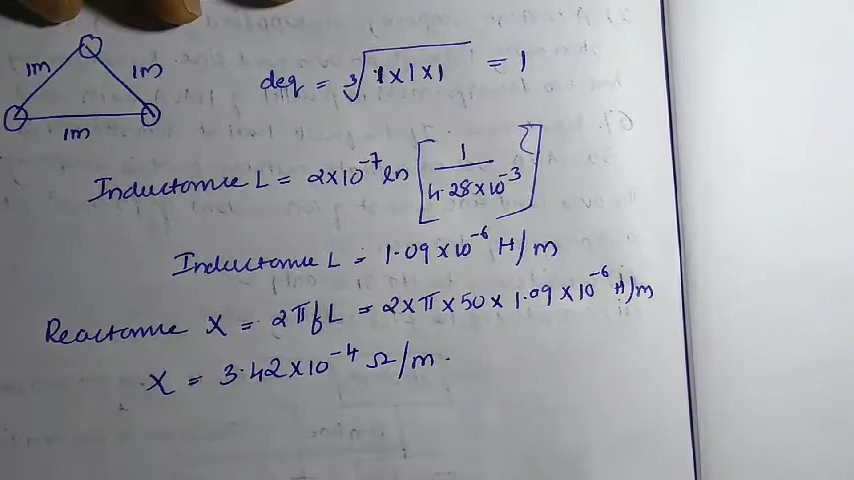 1m 1m
1m
deq = ∛1×1×1 = 1
Inductance L = 2×10⁻⁷ ln [1 / 4.28×10⁻³]
Inductance L = 1.09×10⁻⁶ H/m
Reactance X = 2πfL = 2×π×50×1.09×10⁻⁶ H/m
X = 3.42×10⁻⁴ Ω/m.